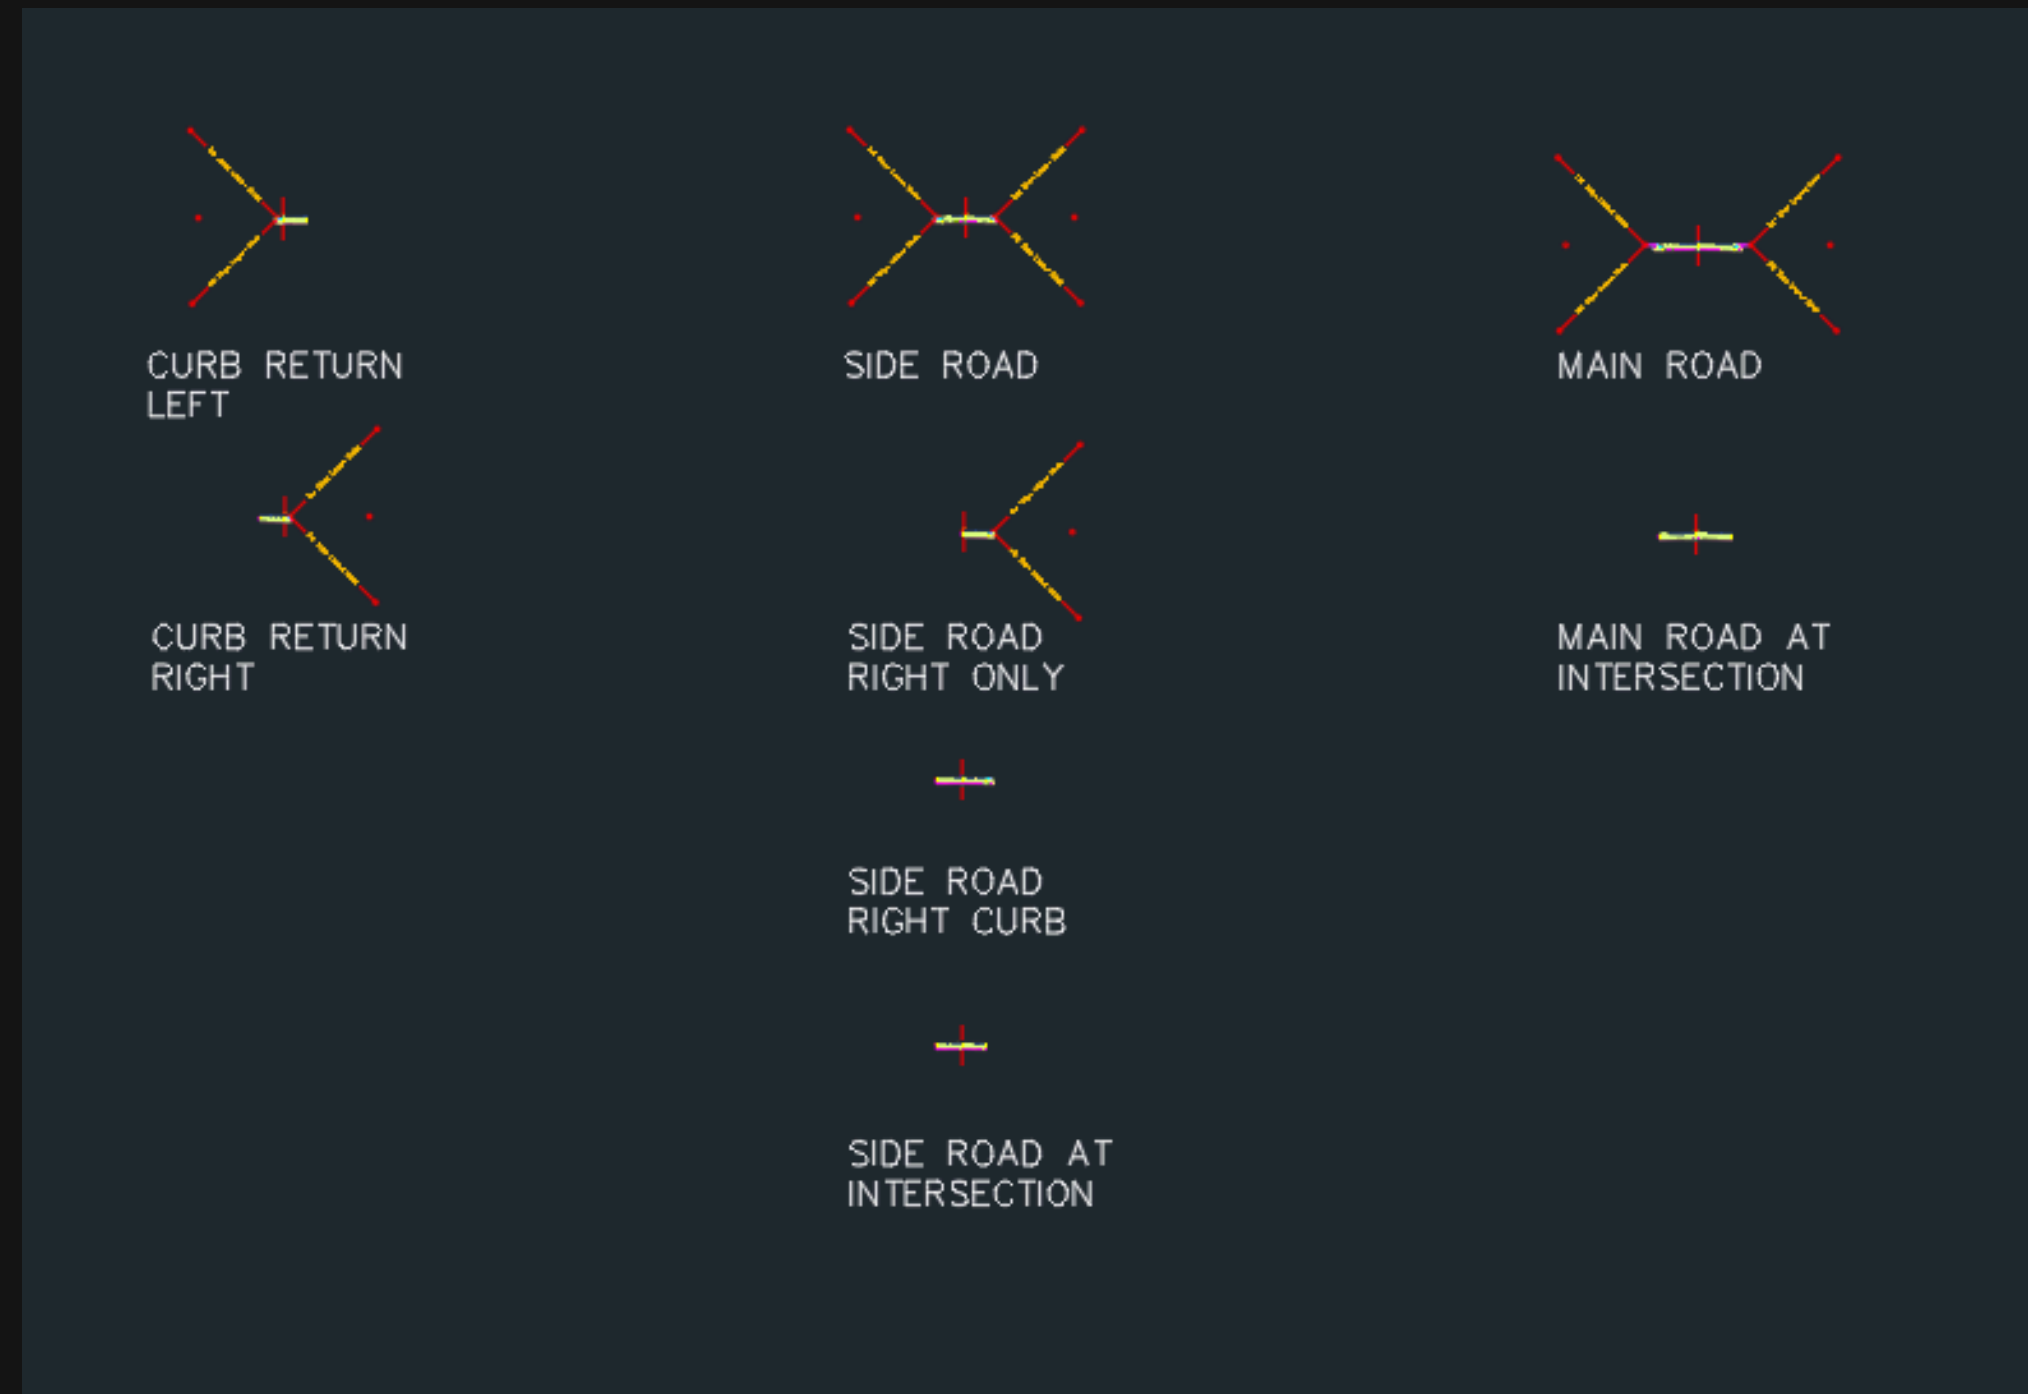 CURB RETURN
LEFT
SIDE ROAD
MAIN ROAD
CURB RETURN
RIGHT
SIDE ROAD
RIGHT ONLY
MAIN ROAD AT
INTERSECTION
SIDE ROAD
RIGHT CURB
SIDE ROAD AT
INTERSECTION